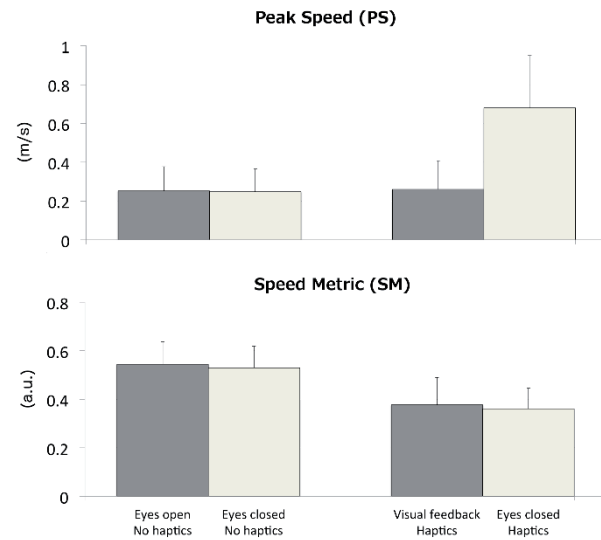 Peak Speed (PS)
1
0.8
0.6
0.4
0.2
0
(m/s)
Speed Metric (SM)
0.8
0.6
0.4
0.2
0
(a.u.)
Eyes open Eyes closed Visual feedback Eyes closed
No haptics No haptics Haptics Haptics